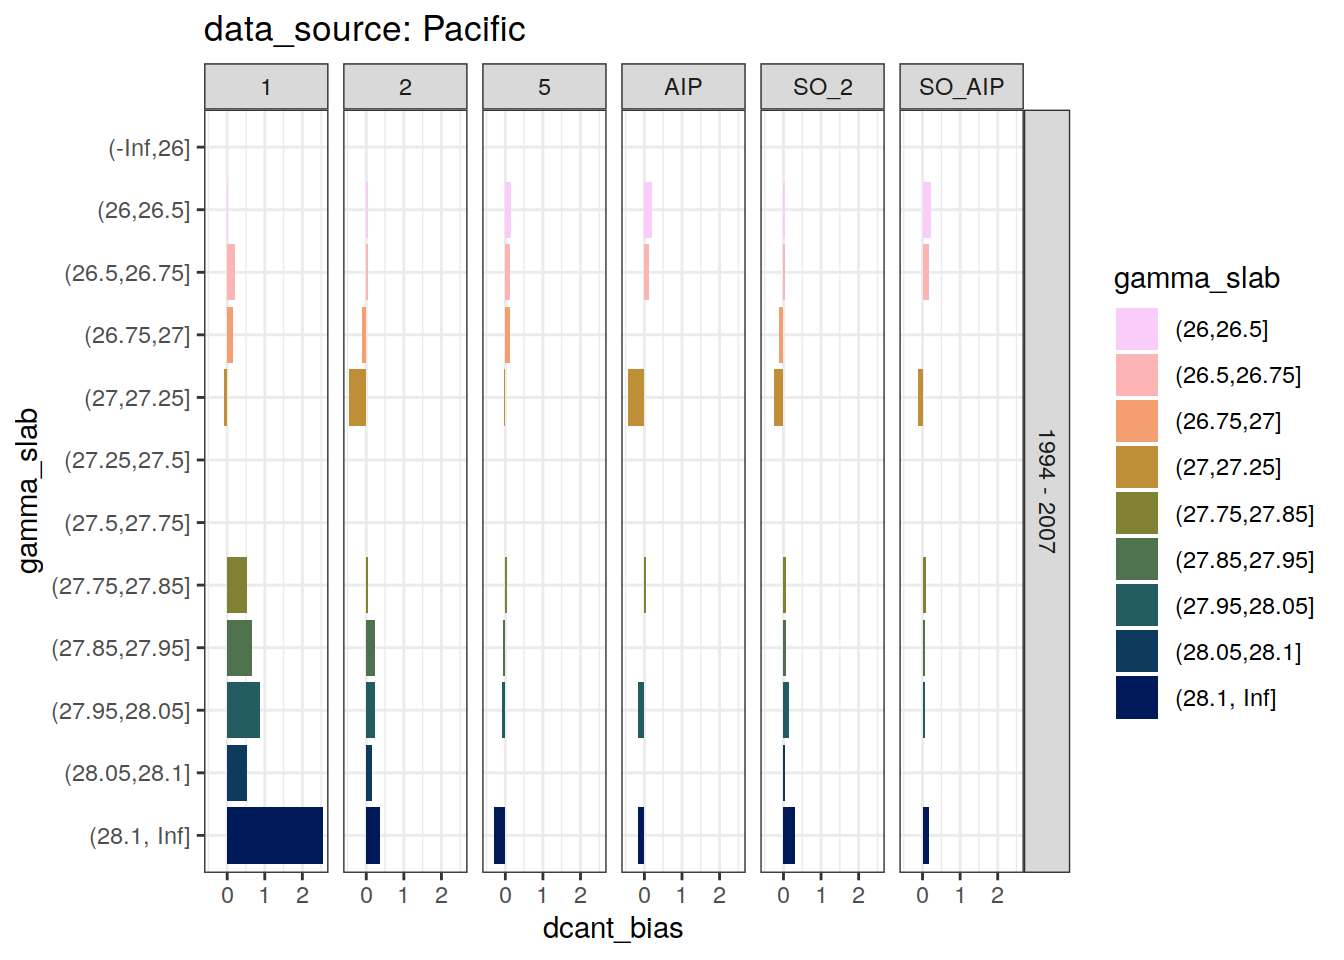 data_source: Pacific
1 2 5 AIP SO_2 SO_AIP
(-Inf,26]
(26,26.5]
(26.5,26.75]
(26.75,27]
(27,27.25]
(27.25,27.5]
(27.5,27.75]
(27.75,27.85]
(27.85,27.95]
(27.95,28.05]
(28.05,28.1]
(28.1, Inf]
gamma_slab
1994 - 2007
0 1 2 0 1 2 0 1 2 0 1 2 0 1 2 0 1 2
dcant_bias
gamma_slab
(26,26.5]
(26.5,26.75]
(26.75,27]
(27,27.25]
(27.75,27.85]
(27.85,27.95]
(27.95,28.05]
(28.05,28.1]
(28.1, Inf]